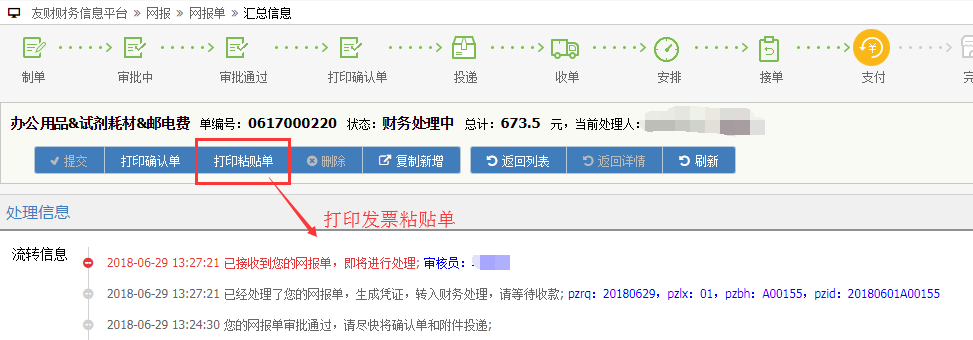 友财财务信息平台 » 网报 » 网报单 » 汇总信息
制单 审批中 审批通过 打印确认单 投递 收单 安排 接单 支付
办公用品&试剂耗材&邮电费 单编号：0617000220 状态：财务处理中 总计：673.5 元，当前处理人：
提交 打印确认单 打印粘贴单 删除 复制新增 返回列表 返回详情 刷新
处理信息
打印发票粘贴单
流转信息
2018-06-29 13:27:21 已接收到您的网报单，即将进行处理; 审核员：
2018-06-29 13:27:21 已经处理了您的网报单，生成凭证，转入财务处理，请等待收款; pzrq：20180629，pzlx：01，pzbh：A00155，pzid：20180601A00155
2018-06-29 13:24:30 您的网报单审批通过，请尽快将确认单和附件投递;